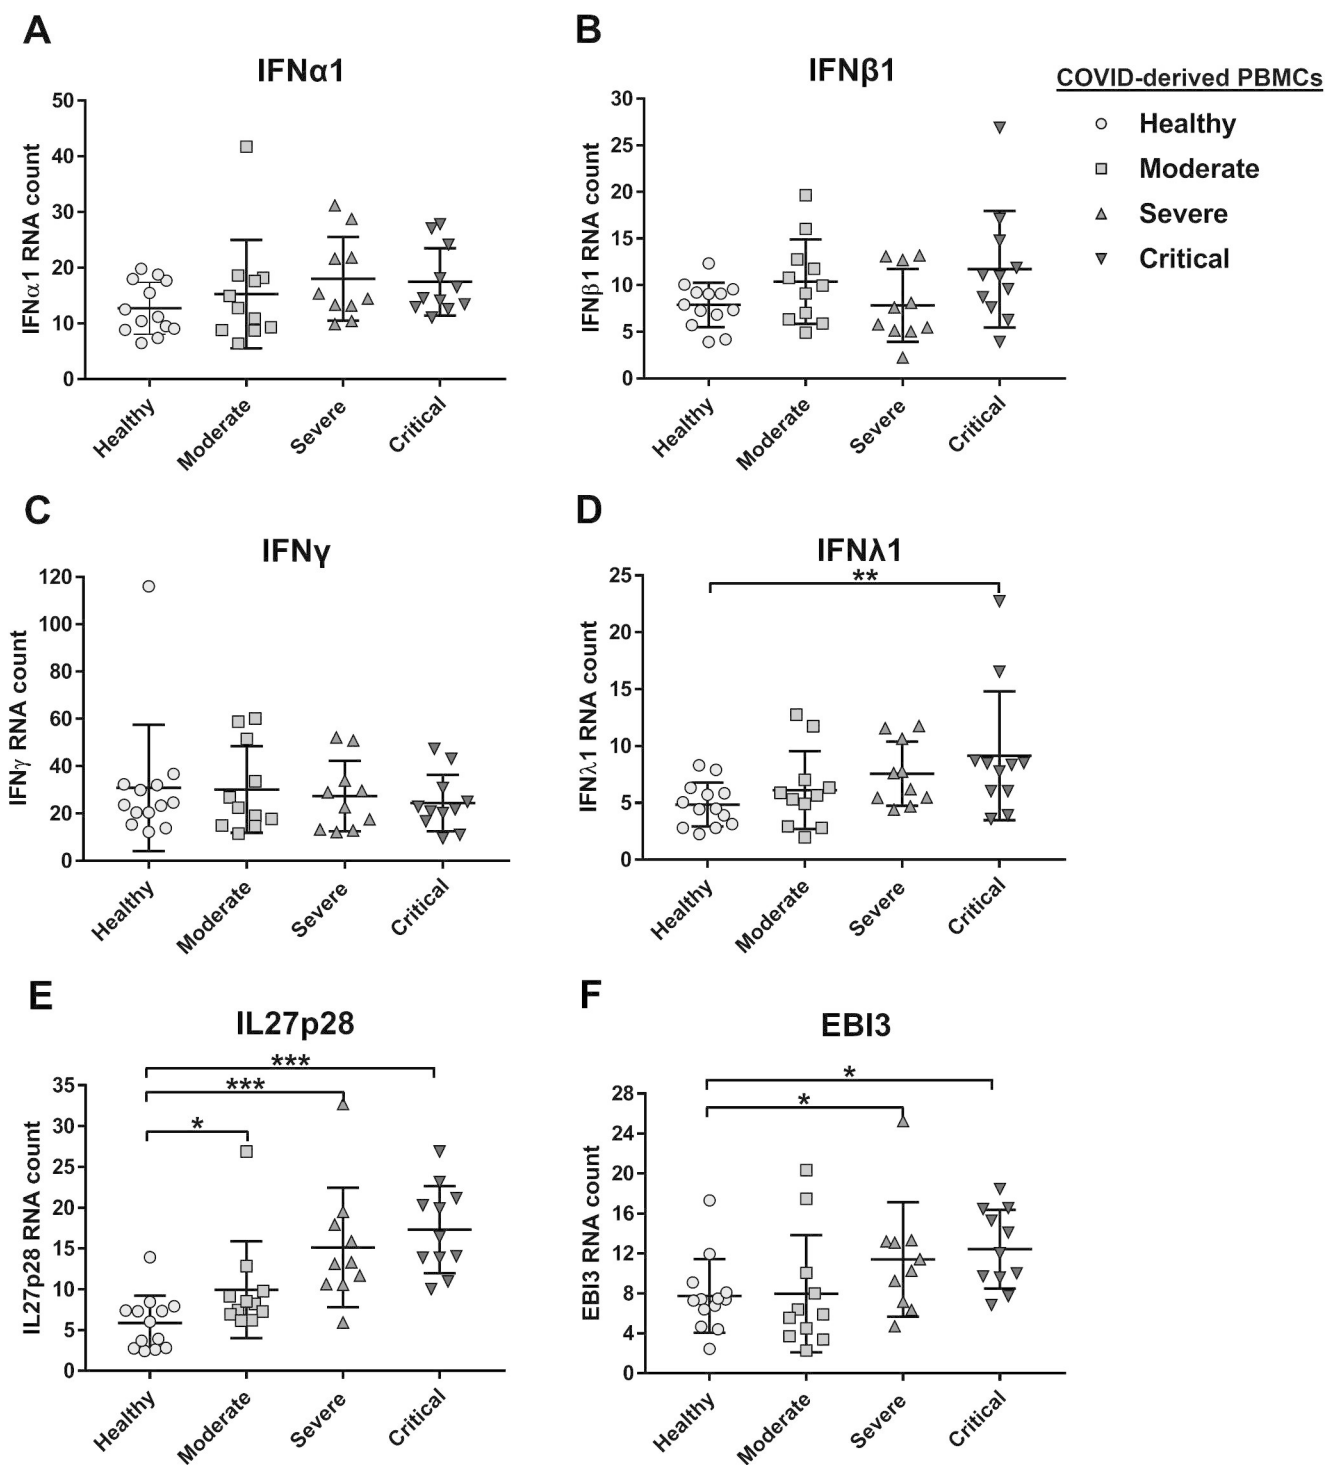 A
IFNα1
IFNα1 RNA count
50
40
30
20
10
0
Healthy
Moderate
Severe
Critical
B
IFNβ1
IFNβ1 RNA count
30
25
20
15
10
5
0
Healthy
Moderate
Severe
Critical
COVID-derived PBMCs
Healthy
Moderate
Severe
Critical
C
IFNγ
IFNγ RNA count
120
100
80
60
40
20
0
Healthy
Moderate
Severe
Critical
D
IFNλ1
IFNλ1 RNA count
25
20
15
10
5
0
**
Healthy
Moderate
Severe
Critical
E
IL27p28
IL27p28 RNA count
35
30
25
20
15
10
5
0
***
***
*
Healthy
Moderate
Severe
Critical
F
EBI3
EBI3 RNA count
28
24
20
16
12
8
4
0
*
*
Healthy
Moderate
Severe
Critical